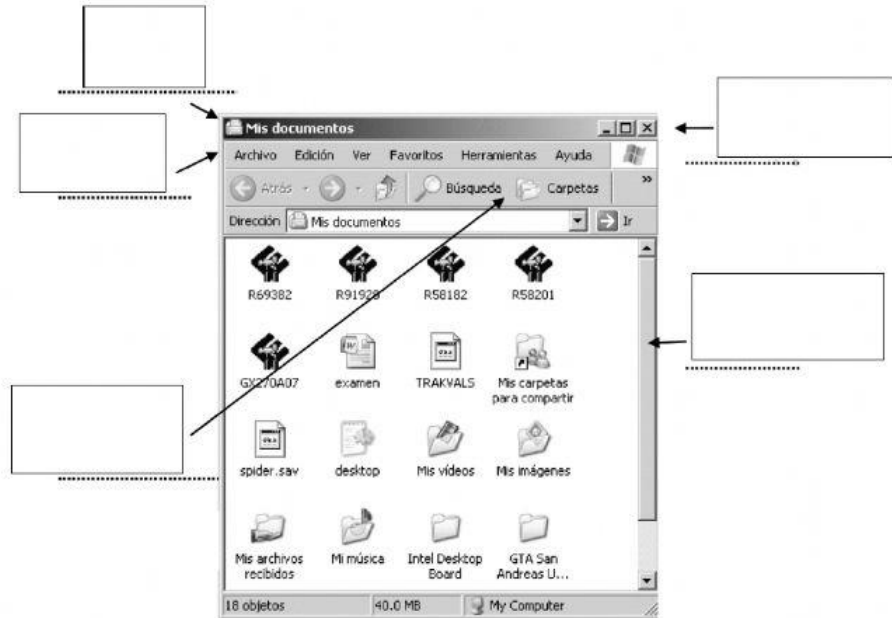 Mis documentos
Archivo Edición Ver Favoritos Herramientas Ayuda
Atrás Búsqueda Carpetas »
Dirección Mis documentos Ir
R69382 R91928 R58182 R58201
GX270A07 examen TRAKVALS Mis carpetas
para compartir
spider.sav desktop Mis vídeos Mis imágenes
Mis archivos Mi música Intel Desktop GTA San
recibidos Board Andreas U...
18 objetos 40.0 MB My Computer